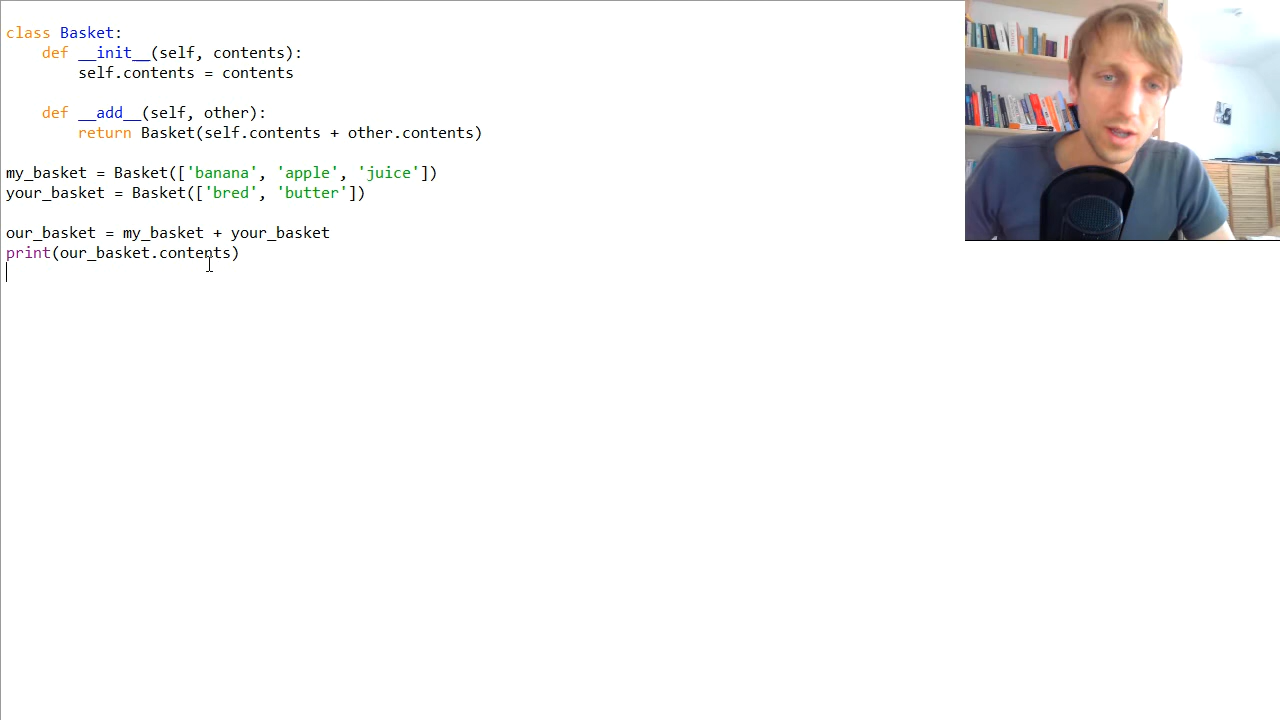 class Basket:
    def __init__(self, contents):
        self.contents = contents
    def __add__(self, other):
        return Basket(self.contents + other.contents)
my_basket = Basket(['banana', 'apple', 'juice'])
your_basket = Basket(['bred', 'butter'])
our_basket = my_basket + your_basket
print(our_basket.contents)